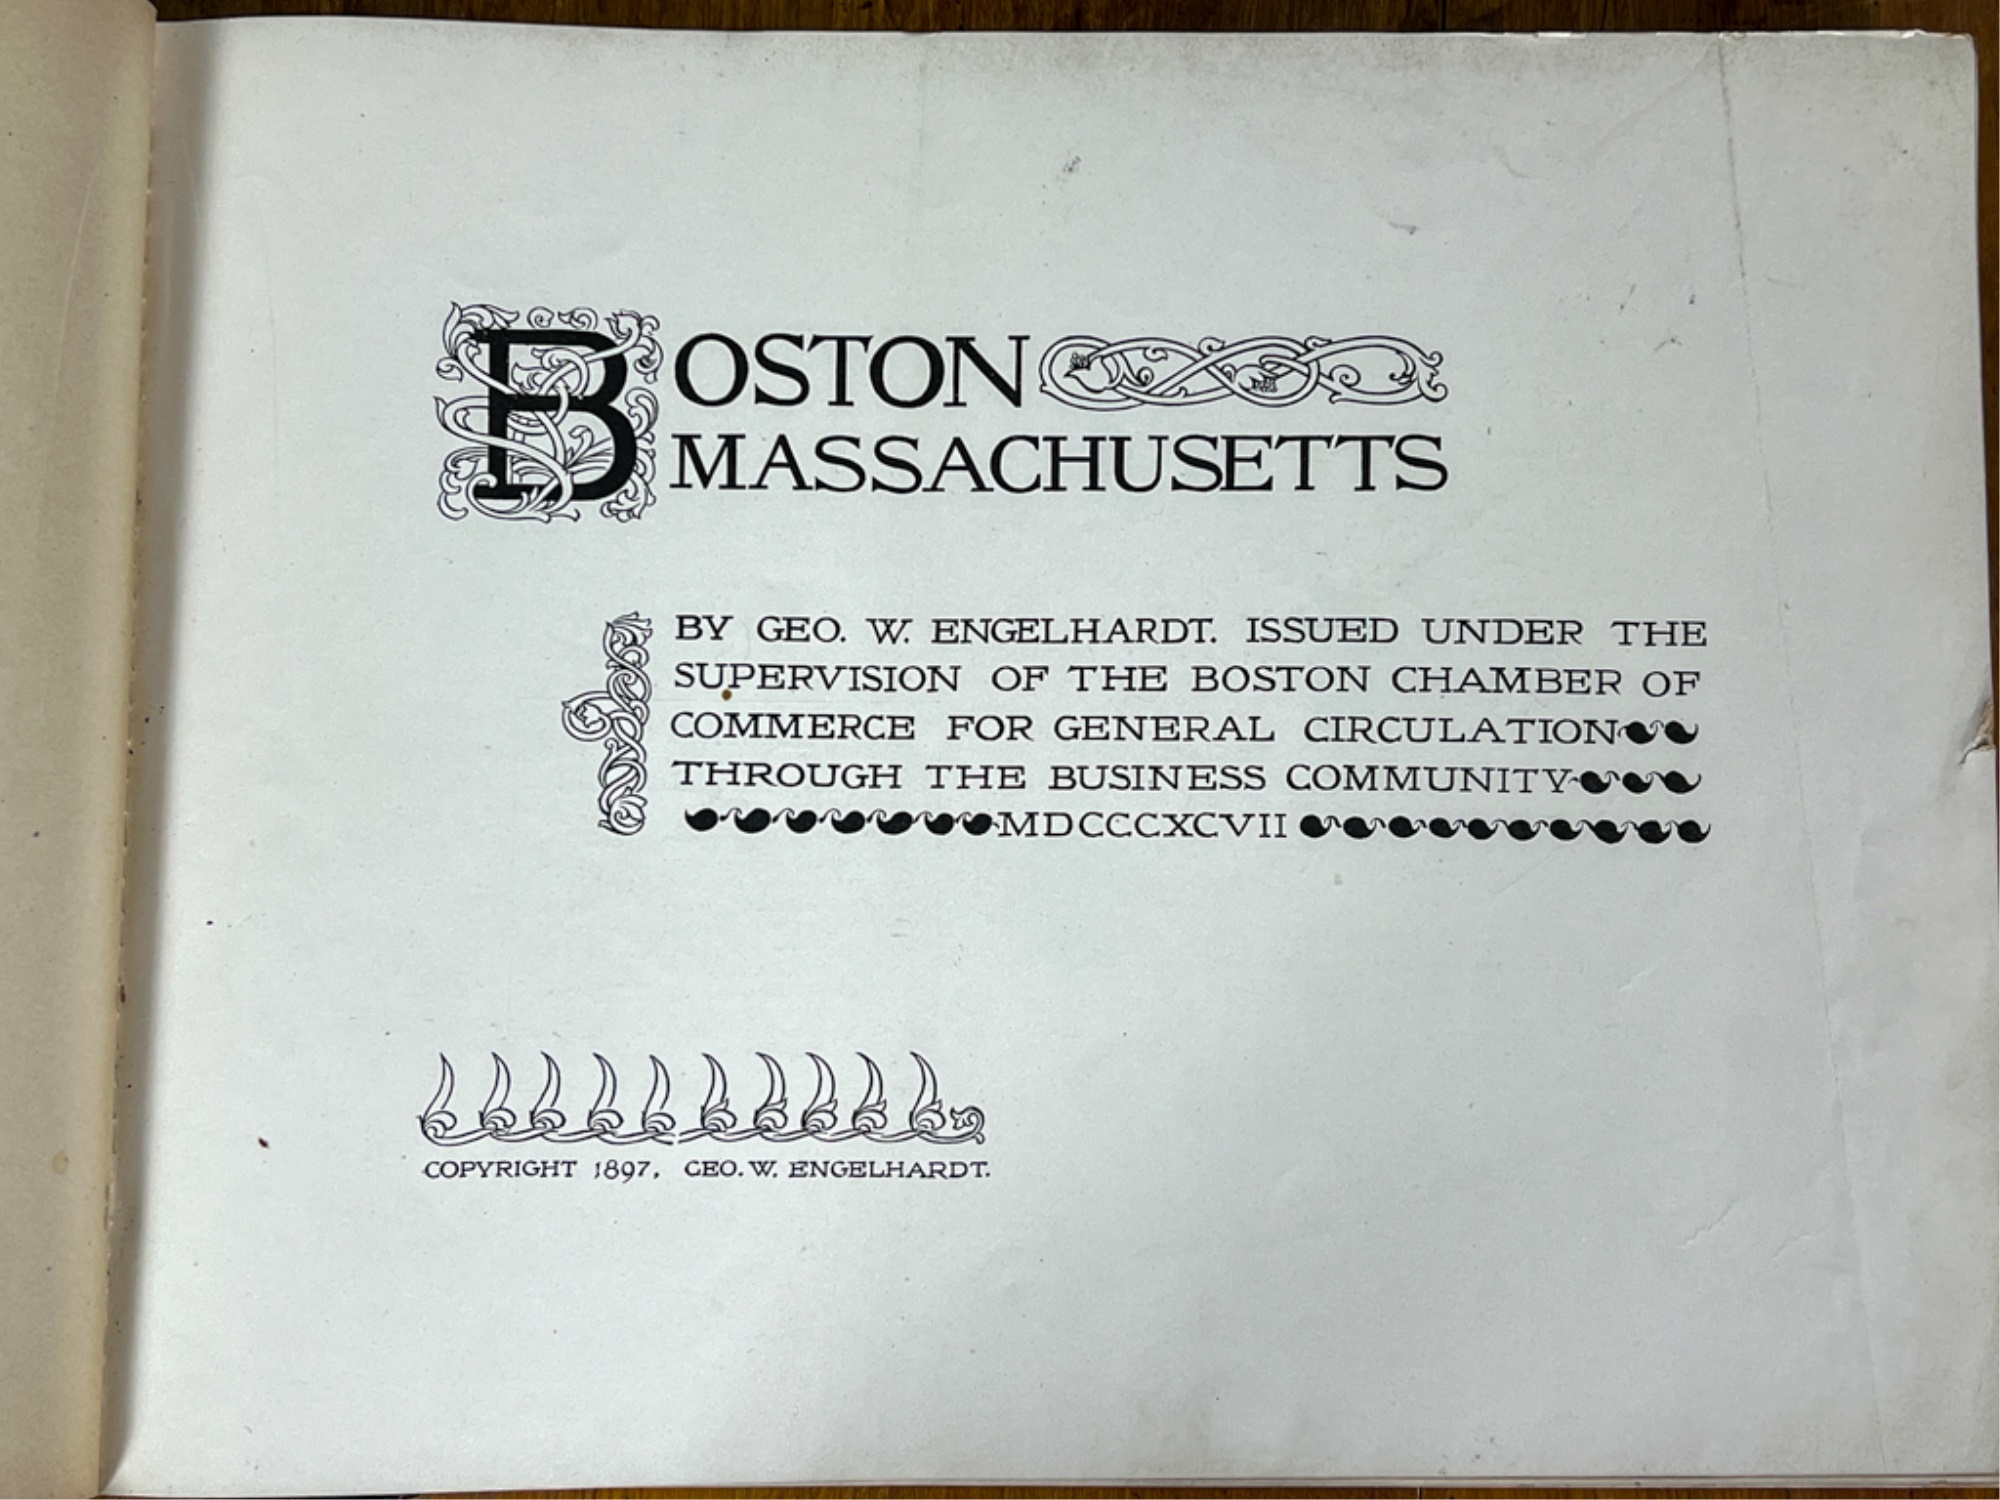 BOSTON
MASSACHUSETTS
BY GEO. W. ENGELHARDT. ISSUED UNDER THE
SUPERVISION OF THE BOSTON CHAMBER OF
COMMERCE FOR GENERAL CIRCULATION
THROUGH THE BUSINESS COMMUNITY
MDCCCXCVII
COPYRIGHT 1897, GEO. W. ENGELHARDT.